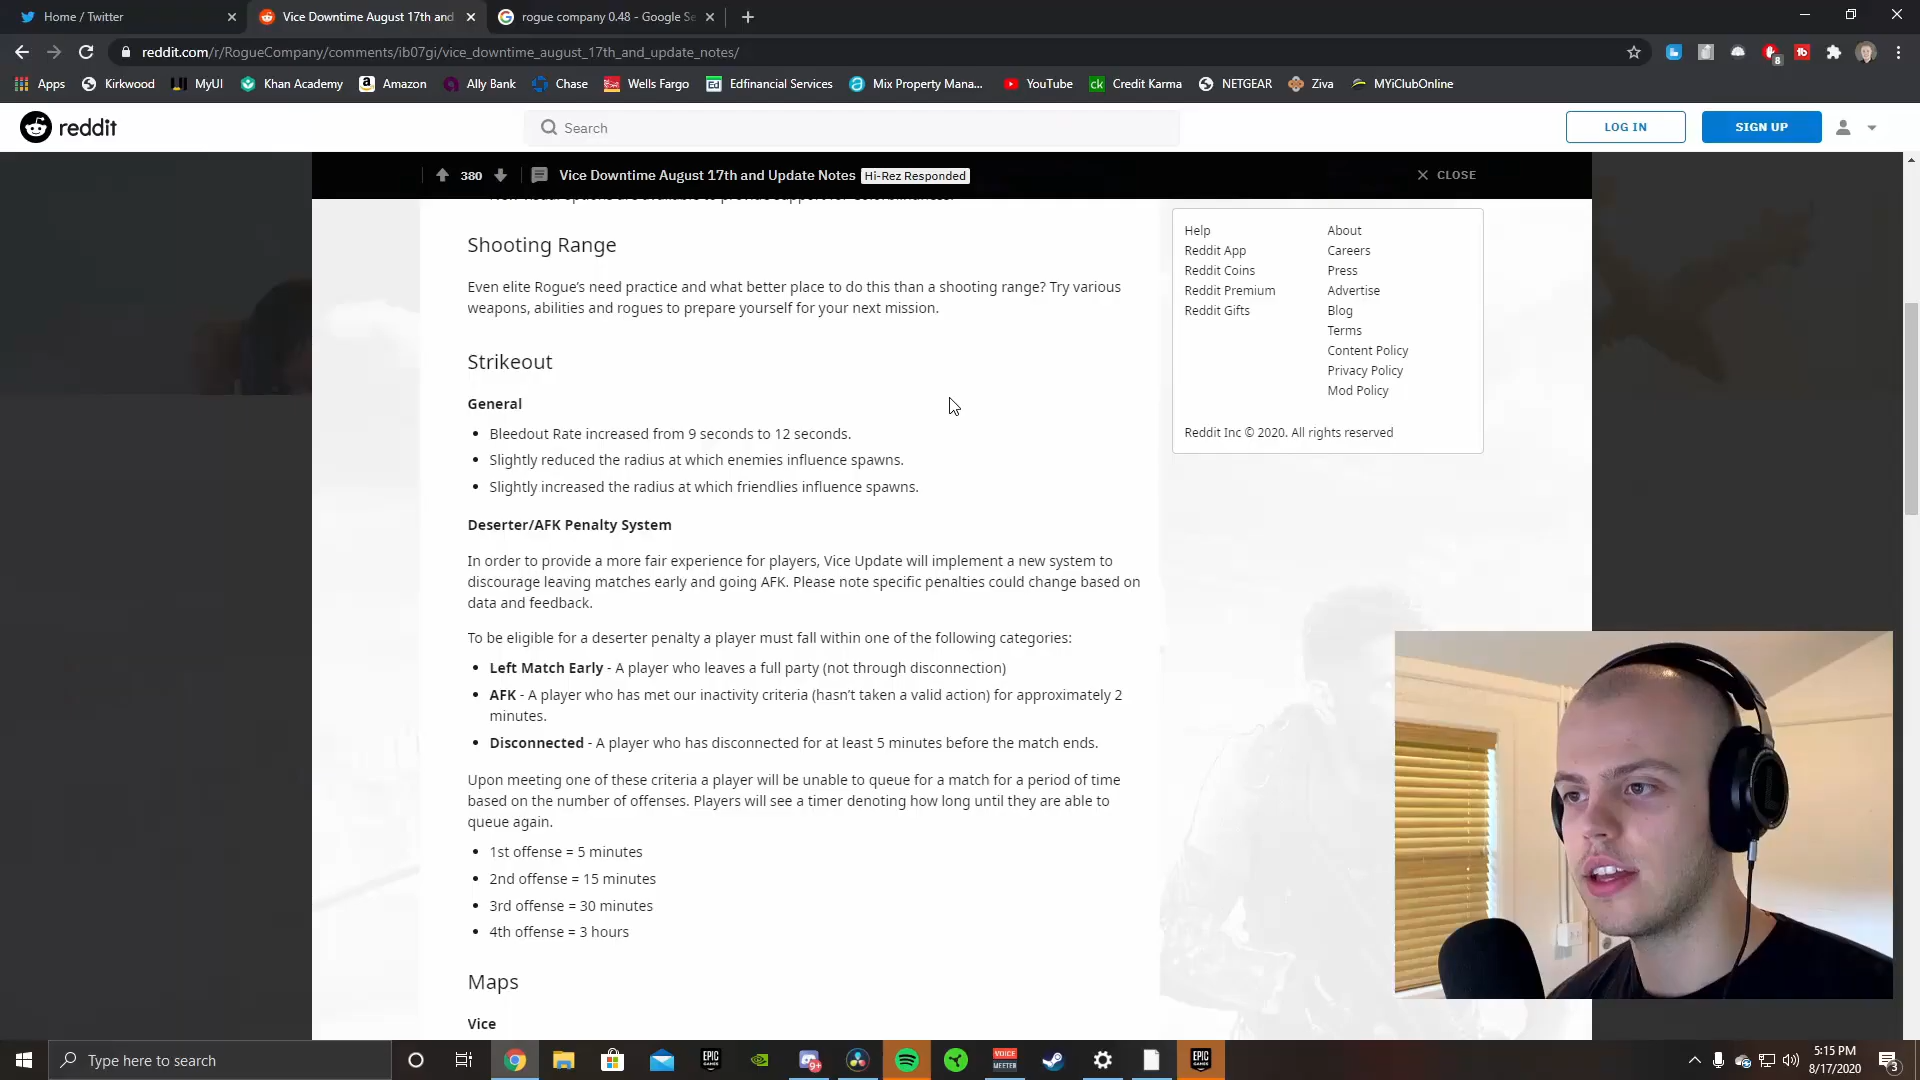 Home / Twitter
Vice Downtime August 17th and
rogue company 0.48 - Google Se
reddit.com/r/RogueCompany/comments/ib07gi/vice_downtime_august_17th_and_update_notes/
8
Apps
Kirkwood
MyUI
Khan Academy
Amazon
Ally Bank
Chase
Wells Fargo
Edfinancial Services
Mix Property Mana...
YouTube
ck Credit Karma
NETGEAR
Ziva
MYiClubOnline
reddit
Search
LOG IN
SIGN UP
380
Vice Downtime August 17th and Update Notes
Hi-Rez Responded
CLOSE
Shooting Range
Even elite Rogue's need practice and what better place to do this than a shooting range? Try various
weapons, abilities and rogues to prepare yourself for your next mission.
Strikeout
General
• Bleedout Rate increased from 9 seconds to 12 seconds.
• Slightly reduced the radius at which enemies influence spawns.
• Slightly increased the radius at which friendlies influence spawns.
Deserter/AFK Penalty System
In order to provide a more fair experience for players, Vice Update will implement a new system to
discourage leaving matches early and going AFK. Please note specific penalties could change based on
data and feedback.
To be eligible for a deserter penalty a player must fall within one of the following categories:
• Left Match Early - A player who leaves a full party (not through disconnection)
• AFK - A player who has met our inactivity criteria (hasn't taken a valid action) for approximately 2
minutes.
• Disconnected - A player who has disconnected for at least 5 minutes before the match ends.
Upon meeting one of these criteria a player will be unable to queue for a match for a period of time
based on the number of offenses. Players will see a timer denoting how long until they are able to
queue again.
• 1st offense = 5 minutes
• 2nd offense = 15 minutes
• 3rd offense = 30 minutes
• 4th offense = 3 hours
Maps
Vice
Help
Reddit App
Reddit Coins
Reddit Premium
Reddit Gifts
About
Careers
Press
Advertise
Blog
Terms
Content Policy
Privacy Policy
Mod Policy
Reddit Inc © 2020. All rights reserved
Type here to search
EPIC
GAMES
9+
VOICE
MEETER
EPIC
GAMES
5:15 PM
8/17/2020
3